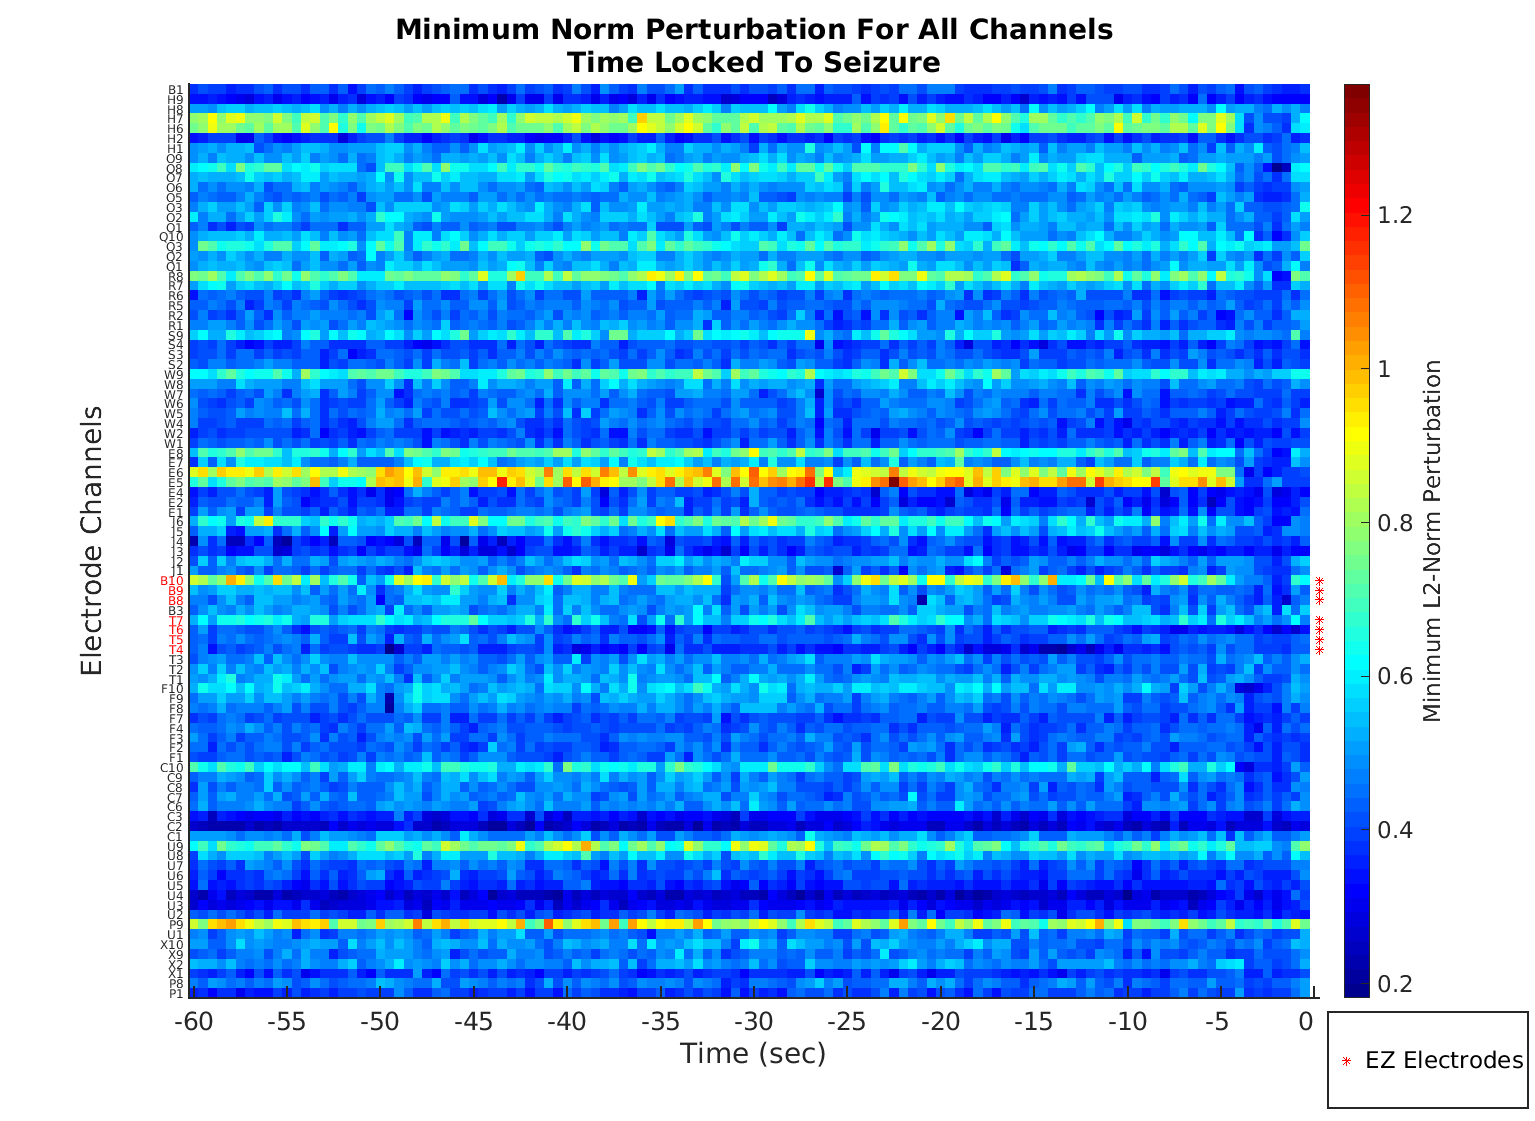 Minimum Norm Perturbation For All Channels
Time Locked To Seizure
Electrode Channels
B1
H9
H8
H7
H6
H2
H1
O9
O8
O7
O6
O5
O3
O2
O1
Q10
Q3
Q2
Q1
R8
R7
R6
R5
R2
R1
S9
S4
S3
S2
W9
W8
W7
W6
W5
W4
W2
W1
E8
E7
E6
E5
E4
E2
E1
I6
I5
I4
I3
I2
I1
B10
B9
B8
B3
T7
T6
T5
T4
T3
T2
T1
F10
F9
F8
F7
F4
F3
F2
F1
C10
C9
C8
C7
C6
C3
C2
C1
U9
U8
U7
U6
U5
U4
U3
U2
P9
U1
X10
X9
X2
X1
P8
P1
-60 -55 -50 -45 -40 -35 -30 -25 -20 -15 -10 -5 0
Time (sec)
1.2
1
0.8
0.6
0.4
0.2
Minimum L2-Norm Perturbation
EZ Electrodes